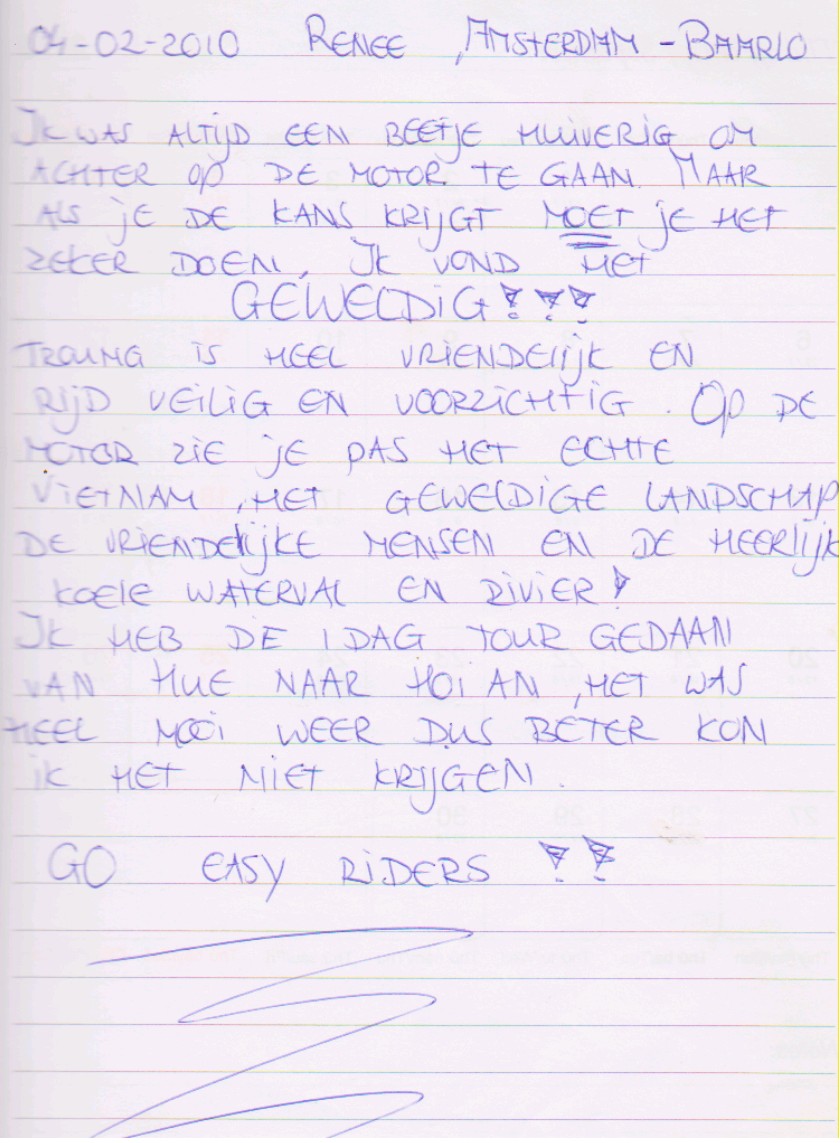 04-02-2010 RENEE, AMSTERDAM - BAARLO
IK WAS ALTIJD EEN BEETJE HUIVERIG OM
ACHTER OP DE MOTOR TE GAAN. MAAR
ALS JE DE KANS KRIJGT MOET JE HET
ZEKER DOEN, IK VOND HET
GEWELDIG!!!
IS HEEL VRIENDELIJK EN
RIJD VEILIG EN VOORZICHTIG. OP DE
MOTOR ZIE JE PAS HET ECHTE
VIETNAM, HET GEWELDIGE LANDSCHAP
DE VRIENDELIJKE MENSEN EN DE HEERLIJK
KOELE WATERVAL EN RIVIER!
IK HEB DE 1 DAG TOUR GEDAAN
VAN HUE NAAR HOI AN, HET WAS
HEEL MOOI WEER DUS BETER KON
IK HET NIET KRIJGEN.
GO EASY RIDERS!!